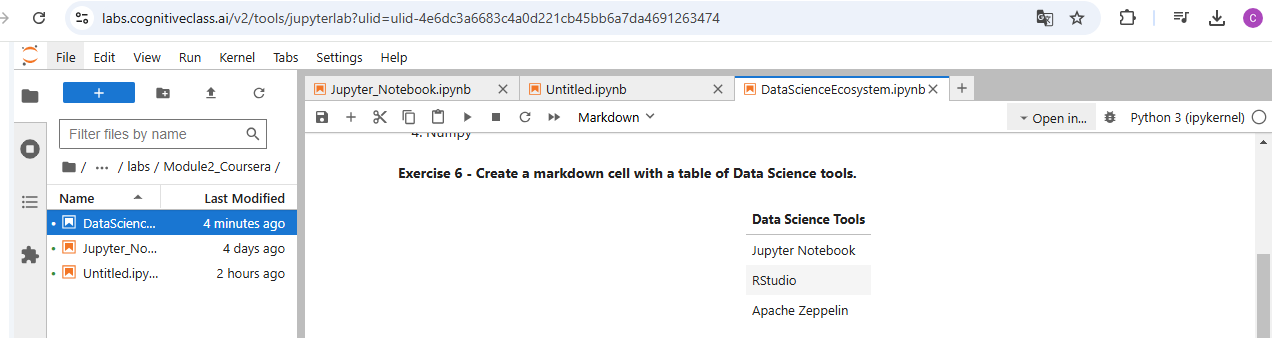 labs.cognitiveclass.ai/v2/tools/jupyterlab?ulid=ulid-4e6dc3a6683c4a0d221cb45bb6a7da4691263474
C
File Edit View Run Kernel Tabs Settings Help
Jupyter_Notebook.ipynb
Untitled.ipynb
DataScienceEcosystem.ipynb
Markdown
Open in...
Python 3 (ipykernel)
Filter files by name
/ ... / labs / Module2_Coursera /
Name Last Modified
DataScienc... 4 minutes ago
Jupyter_No... 4 days ago
Untitled.ipy... 2 hours ago
4. Numpy
Exercise 6 - Create a markdown cell with a table of Data Science tools.
Data Science Tools
Jupyter Notebook
RStudio
Apache Zeppelin